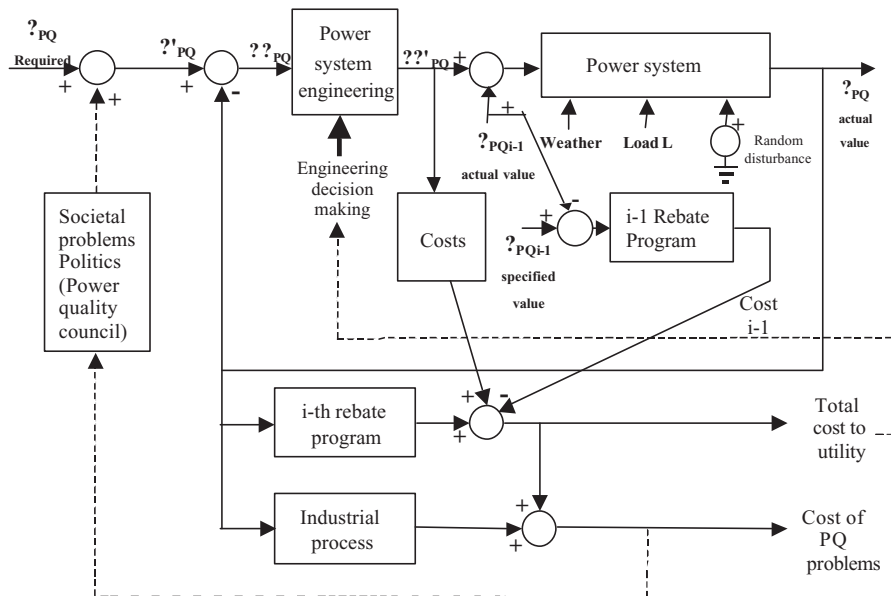 ?PQ
Required
+
+
?'PQ
+
-
??PQ
Power
system
engineering
??'PQ
+
+
Power system
?PQ
actual
value
?PQi-1
actual value
Weather
Load L
+
Random
disturbance
Engineering
decision
making
Societal
problems
Politics
(Power
quality
council)
Costs
+
-
?PQi-1
specified
value
i-1 Rebate
Program
Cost
i-1
i-th rebate
program
+
+
-
Total
cost to
utility
Industrial
process
+
+
Cost of
PQ
problems